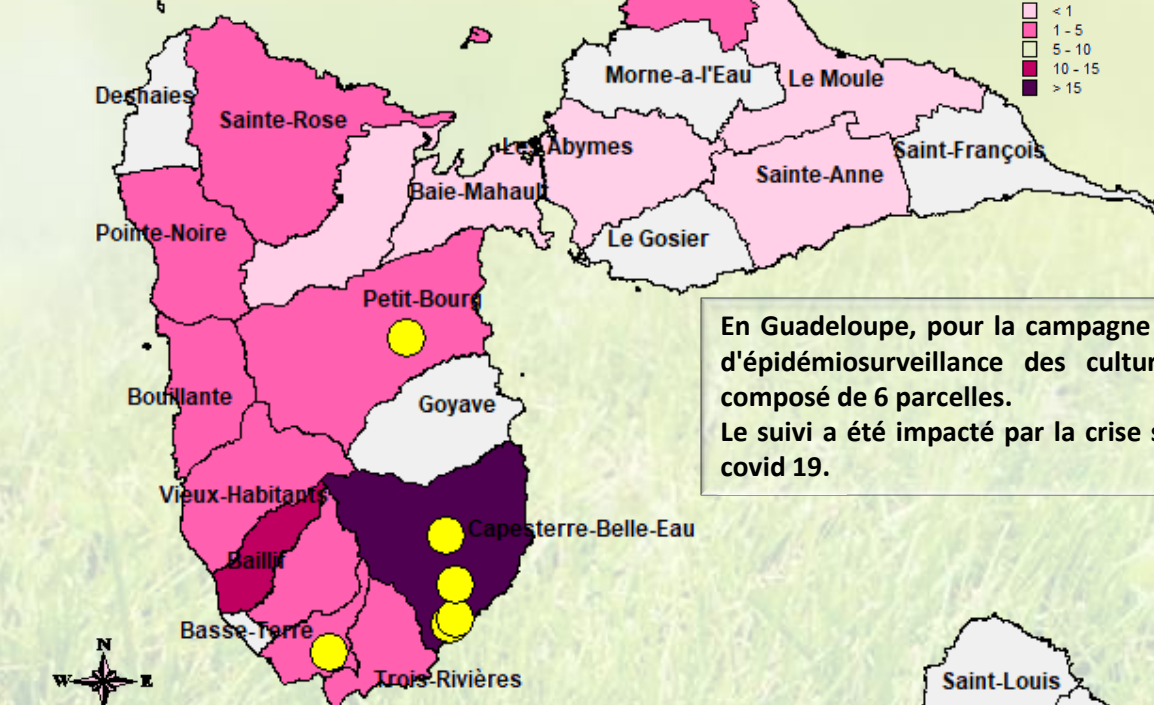 < 1
1 - 5
5 - 10
10 - 15
> 15
Morne-a-l'Eau
Le Moule
Deshaies
Sainte-Rose
Les Abymes
Saint-François
Sainte-Anne
Baie-Mahault
Pointe-Noire
Le Gosier
Petit-Bourg
En Guadeloupe, pour la campagne
d'épidémiosurveillance des cultur
composé de 6 parcelles.
Le suivi a été impacté par la crise s
covid 19.
Bouillante
Goyave
Vieux-Habitants
Capesterre-Belle-Eau
Baillif
Basse-Terre
N
W E
Trois-Rivières
Saint-Louis